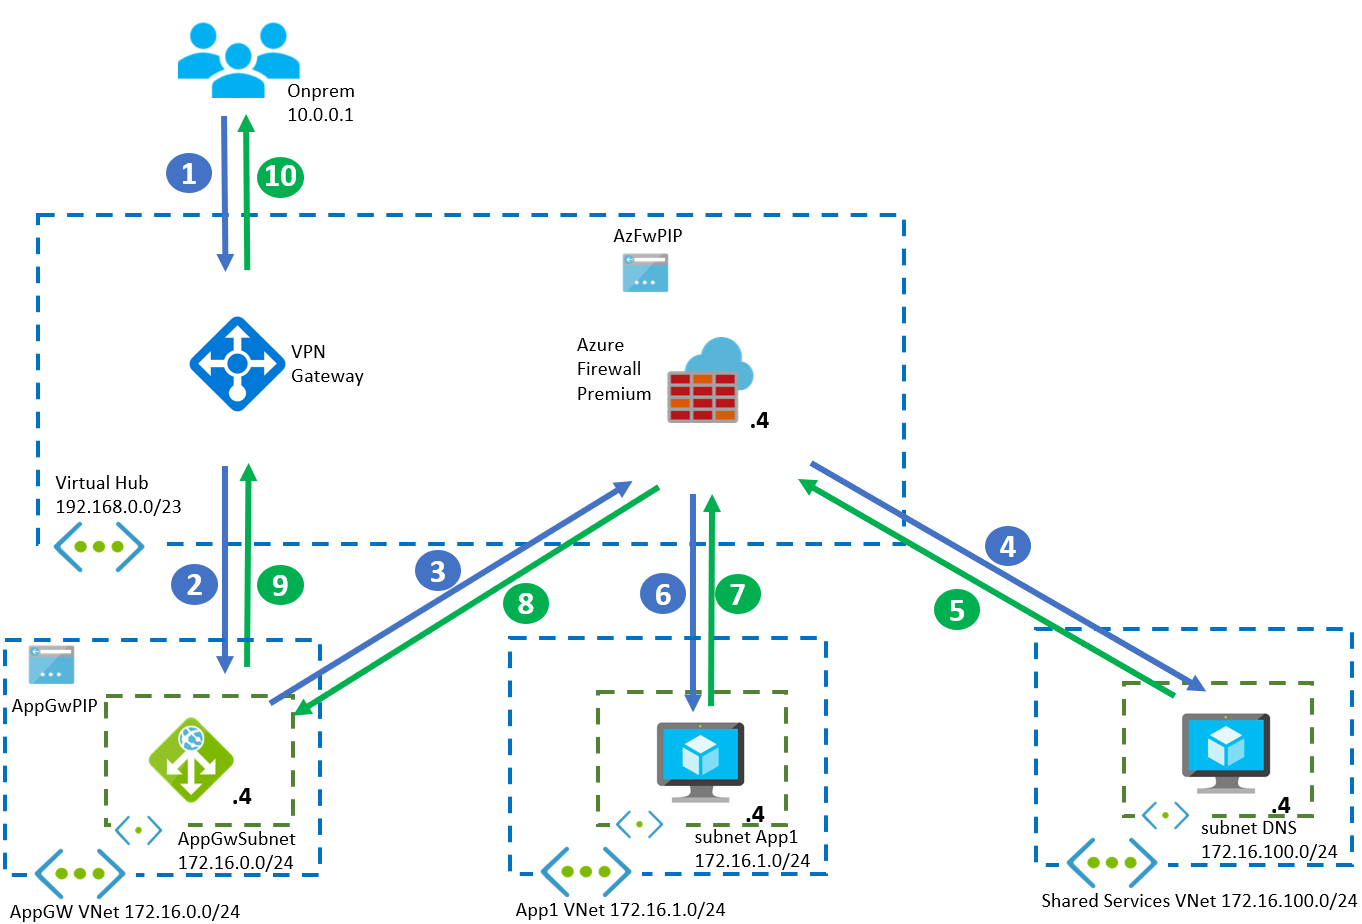 Onprem
10.0.0.1
1
10
AzFwPIP
VPN
Gateway
Azure
Firewall
Premium
.4
Virtual Hub
192.168.0.0/23
2
9
3
8
6
7
4
5
AppGwPIP
.4
AppGwSubnet
172.16.0.0/24
AppGW VNet 172.16.0.0/24
.4
subnet App1
172.16.1.0/24
App1 VNet 172.16.1.0/24
.4
subnet DNS
172.16.100.0/24
Shared Services VNet 172.16.100.0/24